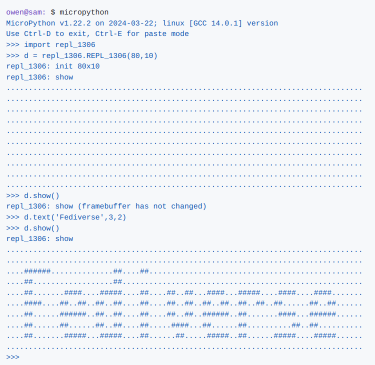 owen@sam: $ micropython
MicroPython v1.22.2 on 2024-03-22; linux [GCC 14.0.1] version
Use Ctrl-D to exit, Ctrl-E for paste mode
>>> import repl_1306
>>> d = repl_1306.REPL_1306(80,10)
repl_1306: init 80x10
repl_1306: show
................................................................................
................................................................................
................................................................................
................................................................................
................................................................................
................................................................................
................................................................................
................................................................................
................................................................................
................................................................................
>>> d.show()
repl_1306: show (framebuffer has not changed)
>>> d.text('Fediverse',3,2)
>>> d.show()
repl_1306: show
................................................................................
................................................................................
....######..............##....##................................................
....##..................##......................................................
....##.......####....#####....##....##..##...####...#####....####....####.......
....####....##..##..##..##....##....##..##..##..##..##..##..##......##..##......
....##......######..##..##....##....##..##..######..##.......####...######......
....##......##......##..##....##.....####...##......##..........##..##..........
....##.......#####...#####....##......##.....#####..##.......#####...#####......
................................................................................
>>>